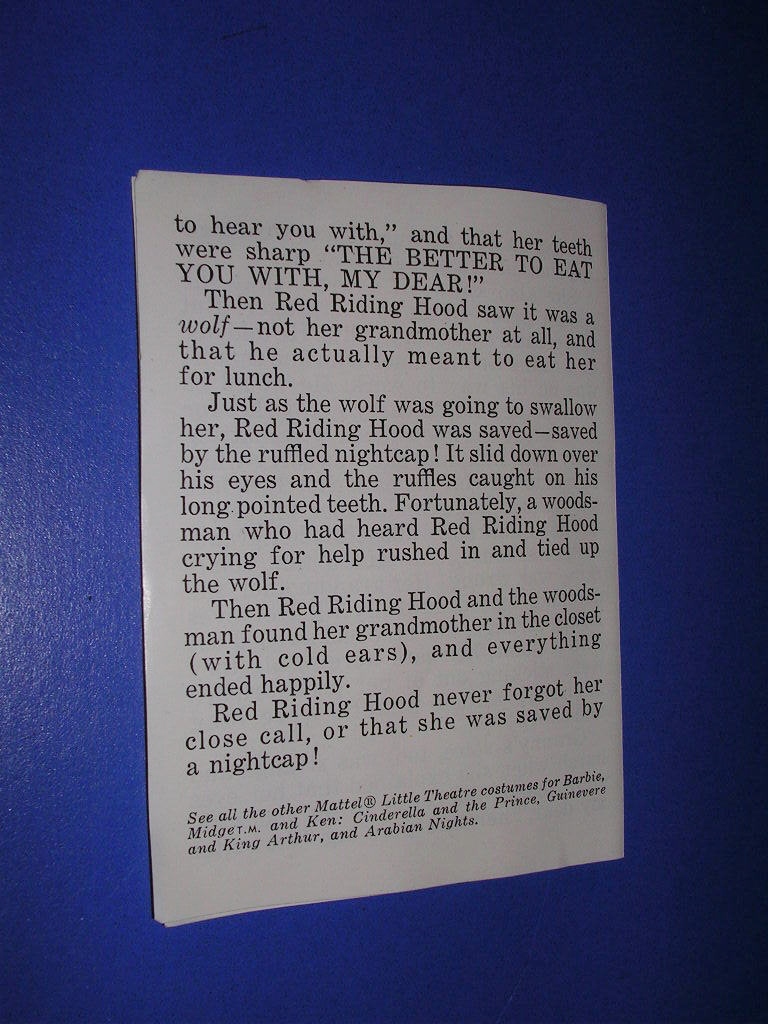 to hear you with," and that her teeth
were sharp "THE BETTER TO EAT
YOU WITH, MY DEAR!"
Then Red Riding Hood saw it was a
wolf—not her grandmother at all, and
that he actually meant to eat her
for lunch.
Just as the wolf was going to swallow
her, Red Riding Hood was saved—saved
by the ruffled nightcap! It slid down over
his eyes and the ruffles caught on his
long pointed teeth. Fortunately, a woods-
man who had heard Red Riding Hood
crying for help rushed in and tied up
the wolf.
Then Red Riding Hood and the woods-
man found her grandmother in the closet
(with cold ears), and everything
ended happily.
Red Riding Hood never forgot her
close call, or that she was saved by
a nightcap!
See all the other Mattel® Little Theatre costumes for Barbie,
Midge T.M. and Ken: Cinderella and the Prince, Guinevere
and King Arthur, and Arabian Nights.